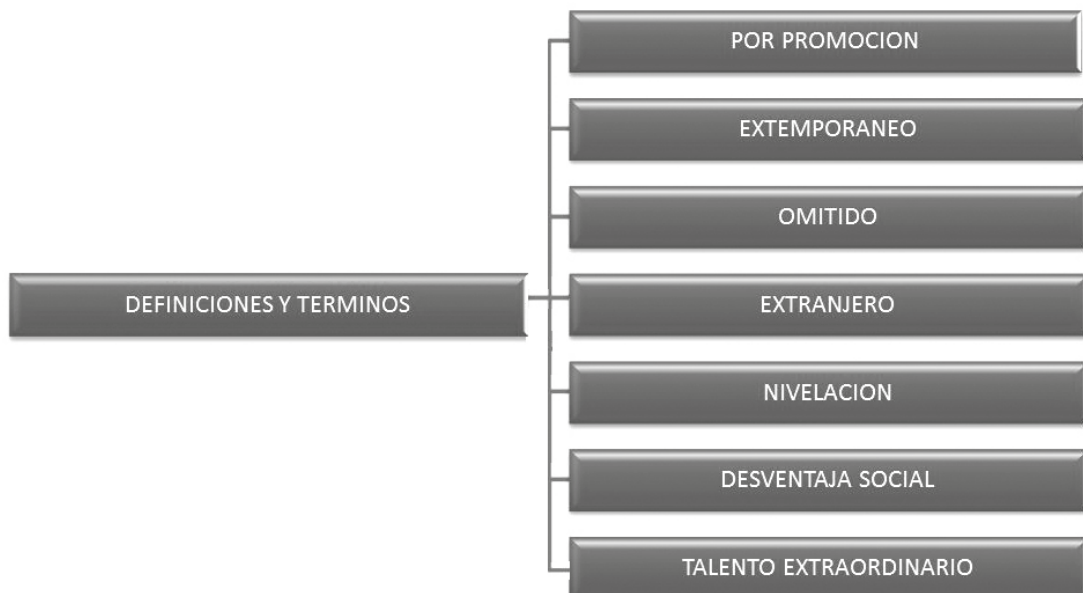 DEFINICIONES Y TERMINOS
POR PROMOCION
EXTEMPORANEO
OMITIDO
EXTRANJERO
NIVELACION
DESVENTAJA SOCIAL
TALENTO EXTRAORDINARIO